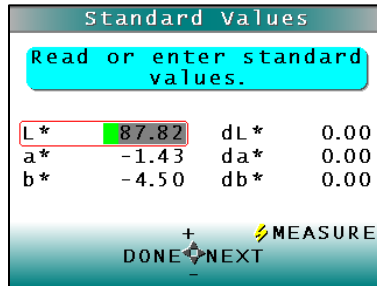 Standard Values
Read or enter standard
values.
L* 87.82 dL* 0.00
a* -1.43 da* 0.00
b* -4.50 db* 0.00
+ MEASURE
DONE NEXT
-